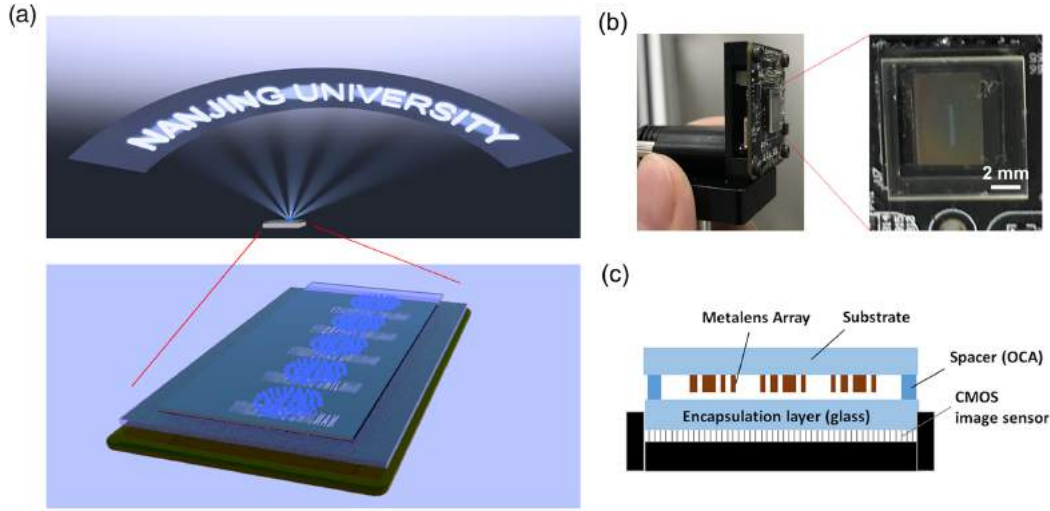 (a)
NANJING UNIVERSITY
(b)
2 mm
(c)
Metalens Array
Substrate
Spacer (OCA)
CMOS
image sensor
Encapsulation layer (glass)